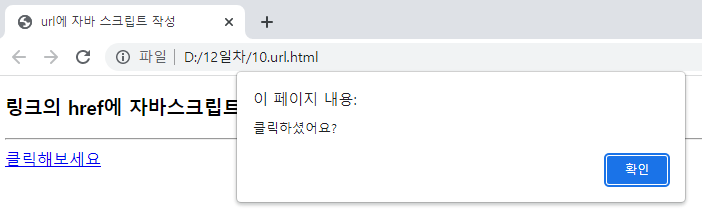 url에 자바 스크립트 작성
파일 | D:/12일차/10.url.html
이 페이지 내용:
클릭하셨어요?
확인
링크의 href에 자바스크립트
클릭해보세요